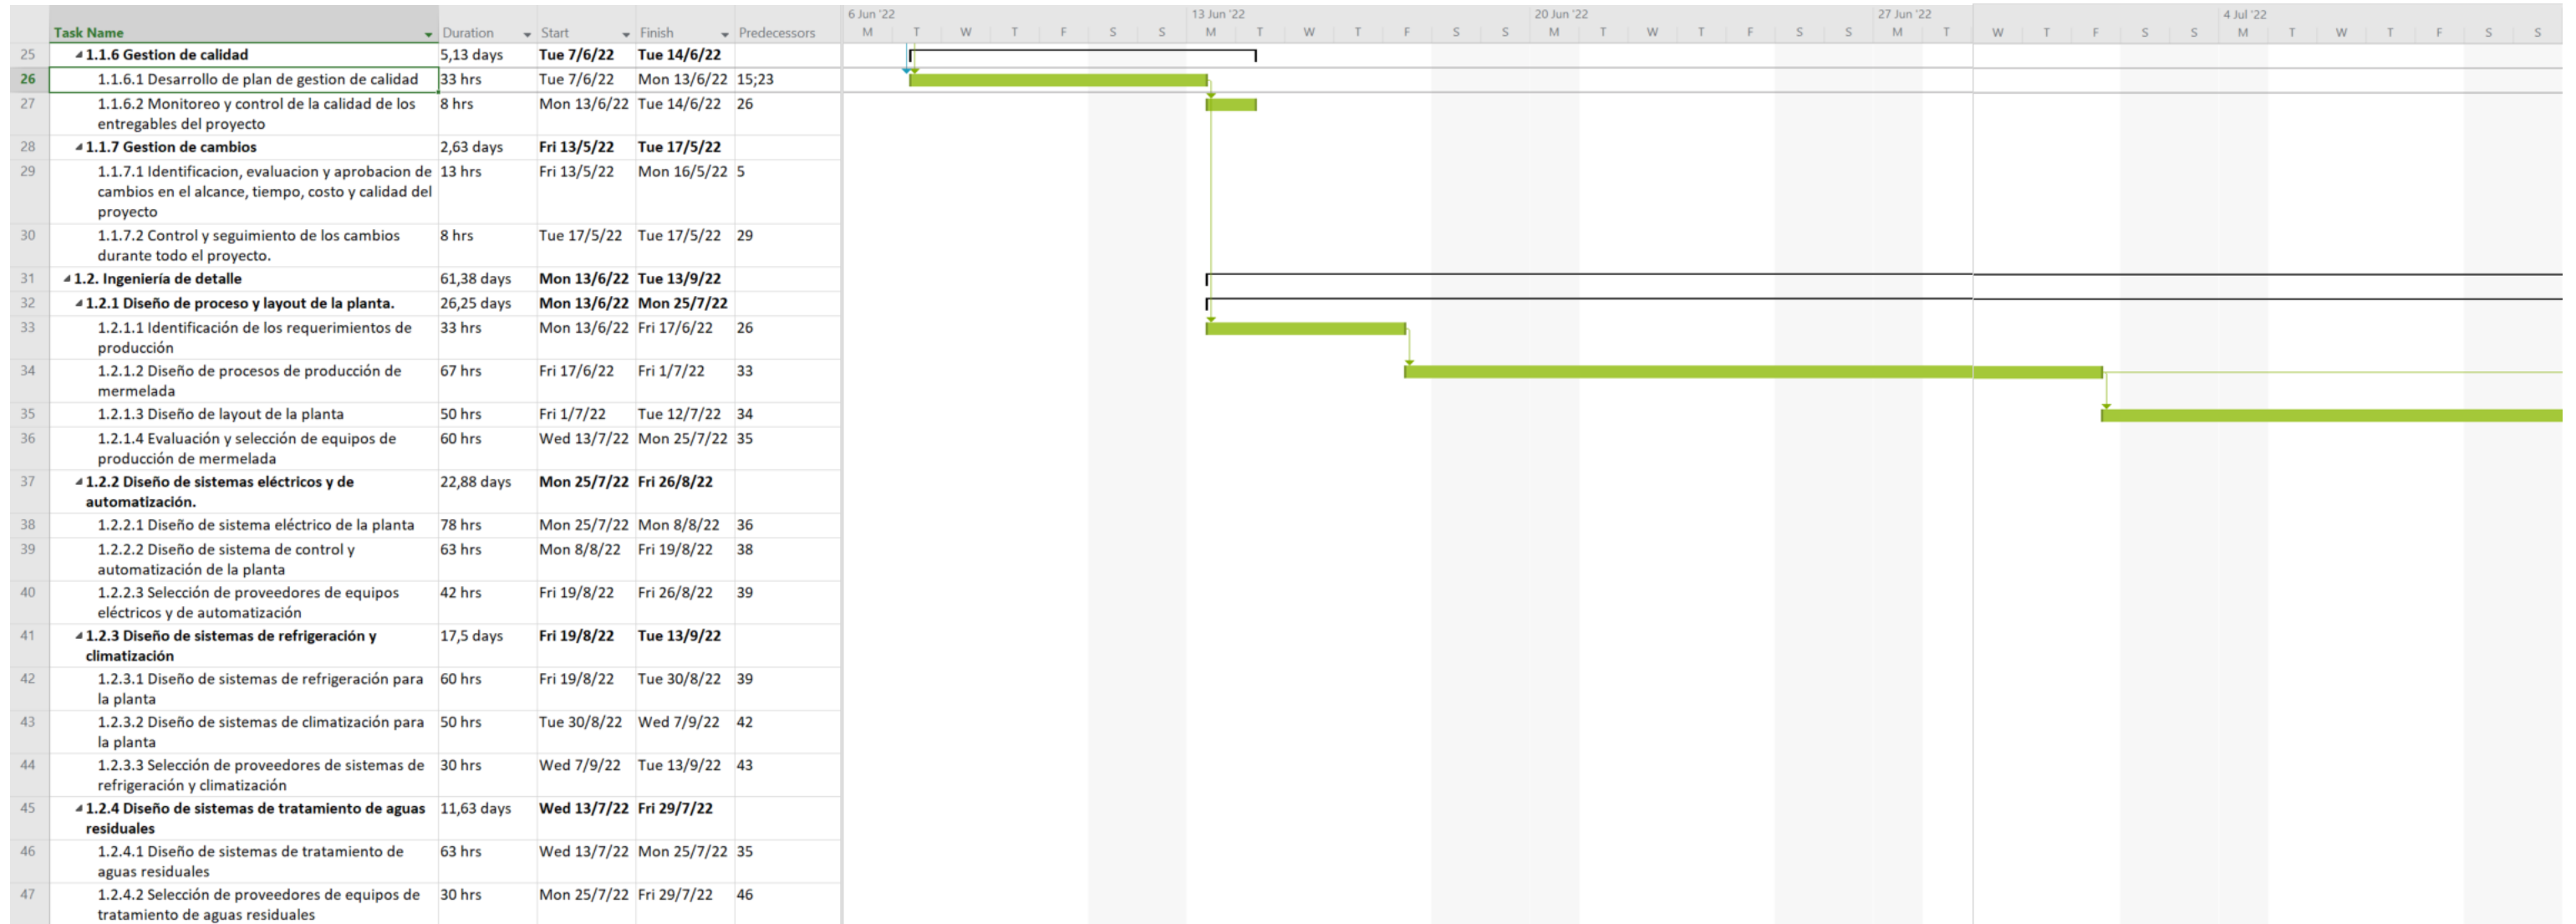 6 Jun '22 13 Jun '22 20 Jun '22 27 Jun '22 4 Jul '22
Task Name Duration Start Finish Predecessors M T W T F S S M T W T F S S M T W T F S S M T W T F S S M T W T F S S
25 1.1.6 Gestion de calidad 5,13 days Tue 7/6/22 Tue 14/6/22
26 1.1.6.1 Desarrollo de plan de gestion de calidad 33 hrs Tue 7/6/22 Mon 13/6/22 15;23
27 1.1.6.2 Monitoreo y control de la calidad de los 8 hrs Mon 13/6/22 Tue 14/6/22 26
entregables del proyecto
28 1.1.7 Gestion de cambios 2,63 days Fri 13/5/22 Tue 17/5/22
29 1.1.7.1 Identificacion, evaluacion y aprobacion de 13 hrs Fri 13/5/22 Mon 16/5/22 5
cambios en el alcance, tiempo, costo y calidad del
proyecto
30 1.1.7.2 Control y seguimiento de los cambios 8 hrs Tue 17/5/22 Tue 17/5/22 29
durante todo el proyecto.
31 1.2. Ingeniería de detalle 61,38 days Mon 13/6/22 Tue 13/9/22
32 1.2.1 Diseño de proceso y layout de la planta. 26,25 days Mon 13/6/22 Mon 25/7/22
33 1.2.1.1 Identificación de los requerimientos de 33 hrs Mon 13/6/22 Fri 17/6/22 26
producción
34 1.2.1.2 Diseño de procesos de producción de 67 hrs Fri 17/6/22 Fri 1/7/22 33
mermelada
35 1.2.1.3 Diseño de layout de la planta 50 hrs Fri 1/7/22 Tue 12/7/22 34
36 1.2.1.4 Evaluación y selección de equipos de 60 hrs Wed 13/7/22 Mon 25/7/22 35
producción de mermelada
37 1.2.2 Diseño de sistemas eléctricos y de 22,88 days Mon 25/7/22 Fri 26/8/22
automatización.
38 1.2.2.1 Diseño de sistema eléctrico de la planta 78 hrs Mon 25/7/22 Mon 8/8/22 36
39 1.2.2.2 Diseño de sistema de control y 63 hrs Mon 8/8/22 Fri 19/8/22 38
automatización de la planta
40 1.2.2.3 Selección de proveedores de equipos 42 hrs Fri 19/8/22 Fri 26/8/22 39
eléctricos y de automatización
41 1.2.3 Diseño de sistemas de refrigeración y 17,5 days Fri 19/8/22 Tue 13/9/22
climatización
42 1.2.3.1 Diseño de sistemas de refrigeración para 60 hrs Fri 19/8/22 Tue 30/8/22 39
la planta
43 1.2.3.2 Diseño de sistemas de climatización para 50 hrs Tue 30/8/22 Wed 7/9/22 42
la planta
44 1.2.3.3 Selección de proveedores de sistemas de 30 hrs Wed 7/9/22 Tue 13/9/22 43
refrigeración y climatización
45 1.2.4 Diseño de sistemas de tratamiento de aguas 11,63 days Wed 13/7/22 Fri 29/7/22
residuales
46 1.2.4.1 Diseño de sistemas de tratamiento de 63 hrs Wed 13/7/22 Mon 25/7/22 35
aguas residuales
47 1.2.4.2 Selección de proveedores de equipos de 30 hrs Mon 25/7/22 Fri 29/7/22 46
tratamiento de aguas residuales